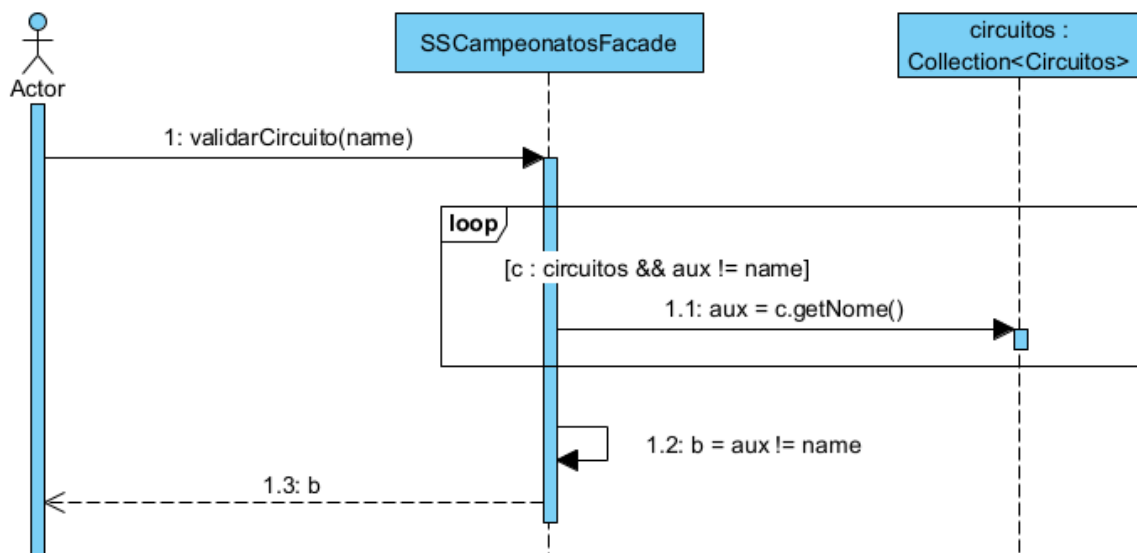 Actor
SSCampeonatosFacade
circuitos :
Collection<Circuitos>
1: validarCircuito(name)
loop
[c : circuitos && aux != name]
1.1: aux = c.getNome()
1.2: b = aux != name
1.3: b